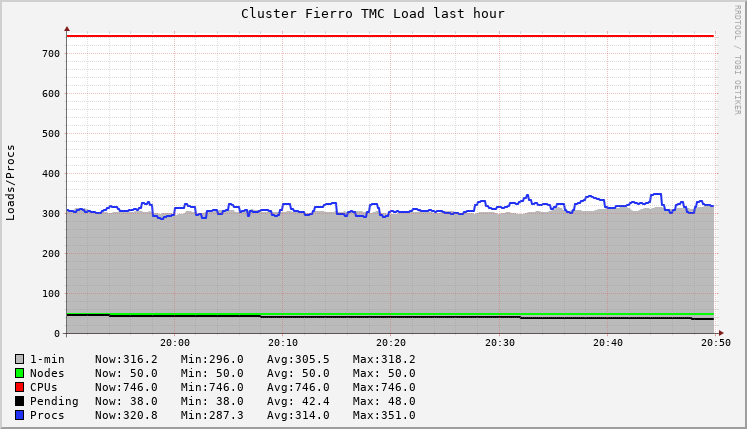 Cluster Fierro TMC Load last hour
RRDTOOL / TOBI OETIKER
Loads/Procs
700
600
500
400
300
200
100
0
20:00 20:10 20:20 20:30 20:40 20:50
1-min Now:316.2 Min:296.0 Avg:305.5 Max:318.2
Nodes Now: 50.0 Min: 50.0 Avg: 50.0 Max: 50.0
CPUs Now:746.0 Min:746.0 Avg:746.0 Max:746.0
Pending Now: 38.0 Min: 38.0 Avg: 42.4 Max: 48.0
Procs Now:320.8 Min:287.3 Avg:314.0 Max:351.0